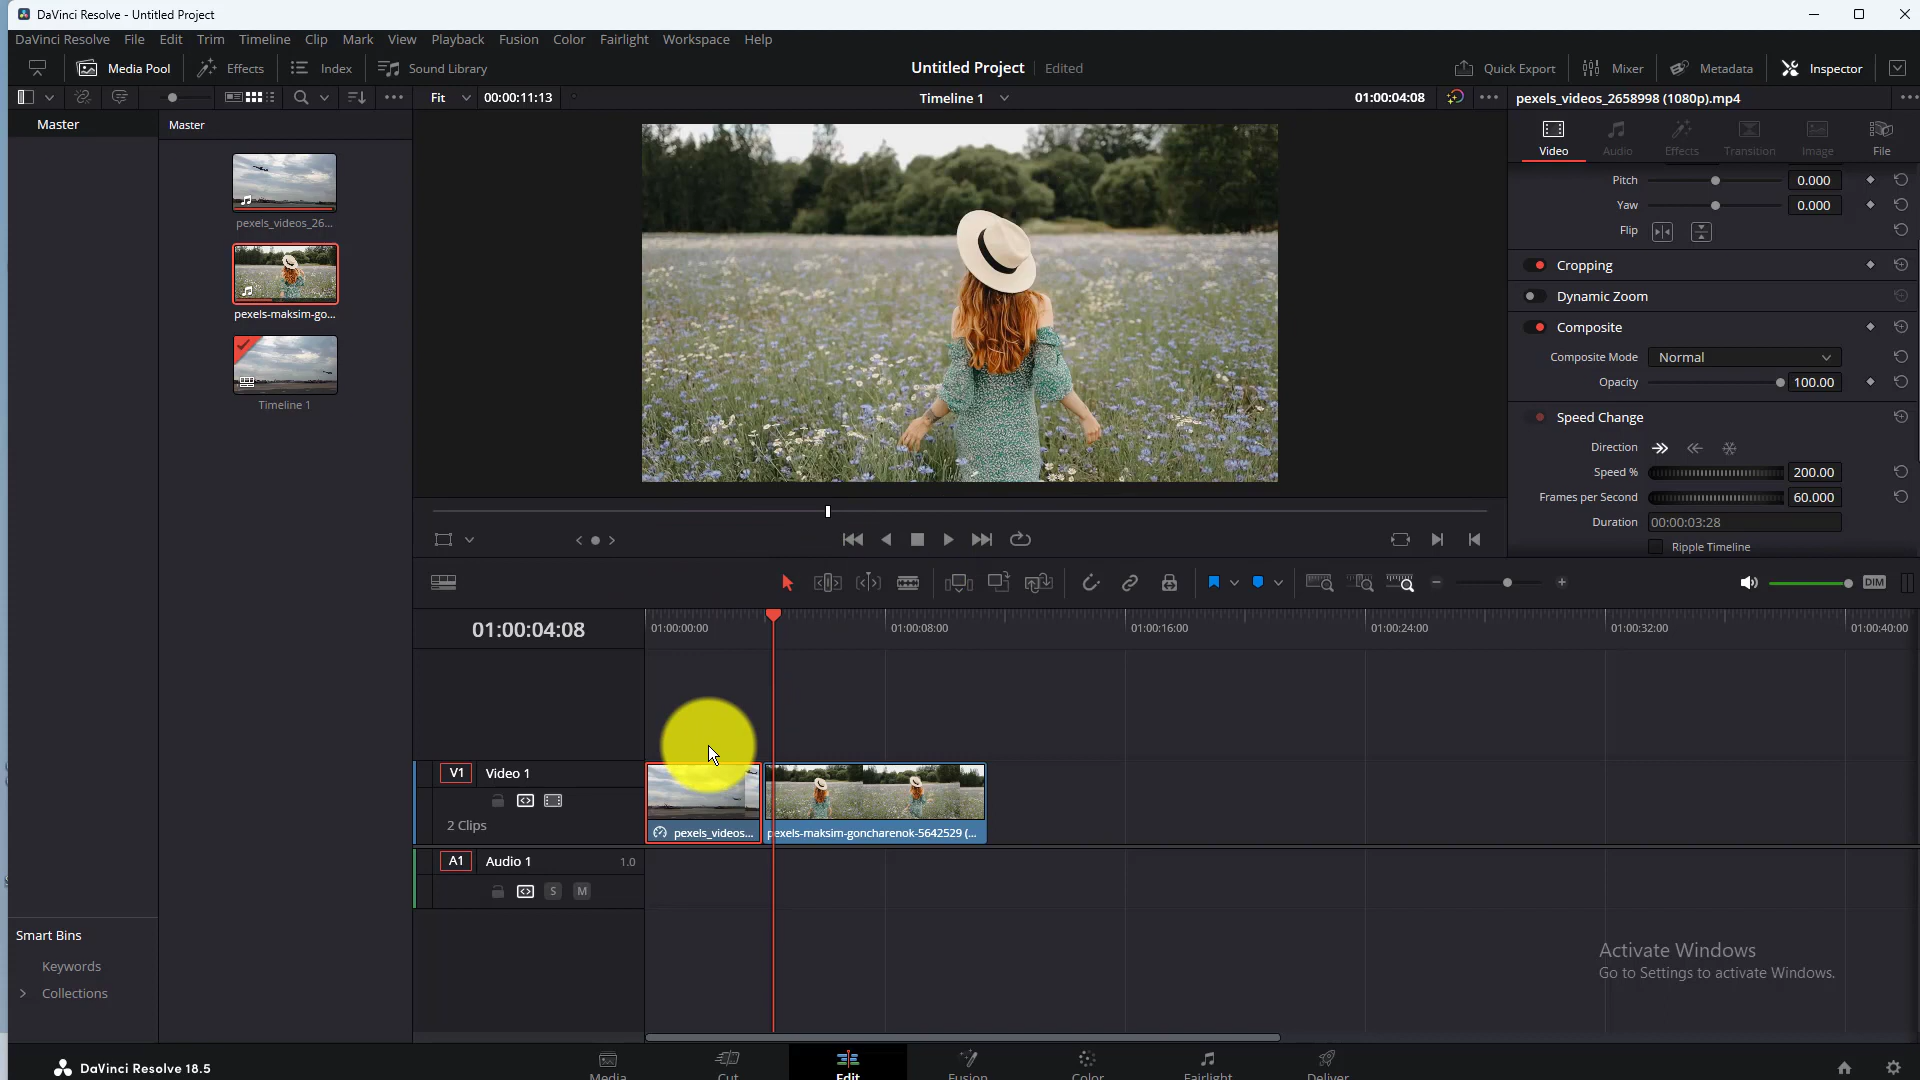 DaVinci Resolve - Untitled Project
DaVinci Resolve File Edit Trim Timeline Clip Mark View Playback Fusion Color Fairlight Workspace Help
Media Pool Effects Index Sound Library Untitled Project Edited Quick Export Mixer Metadata Inspector
Fit 00:00:11:13 Timeline 1 01:00:04:08 pexels_videos_2658998 (1080p).mp4
Master Master
Video Audio Effects Transition Image File
Pitch 0.000
Yaw 0.000
pexels_videos_26...
Flip
Cropping
Dynamic Zoom
pexels-maksim-go...
Composite
Composite Mode Normal
Opacity 100.00
Timeline 1
Speed Change
Direction
Speed % 200.00
Frames per Second 60.000
Duration 00:00:03:28
Ripple Timeline
DIM
01:00:04:08 01:00:00:00 01:00:08:00 01:00:16:00 01:00:24:00 01:00:32:00 01:00:40:00
V1 Video 1
2 Clips
pexels_videos... pexels-maksim-goncharenok-5642529 (...
A1 Audio 1 1.0
S M
Smart Bins
Keywords
Collections
Activate Windows
Go to Settings to activate Windows.
DaVinci Resolve 18.5
Media Cut Edit Fusion Color Fairlight Deliver